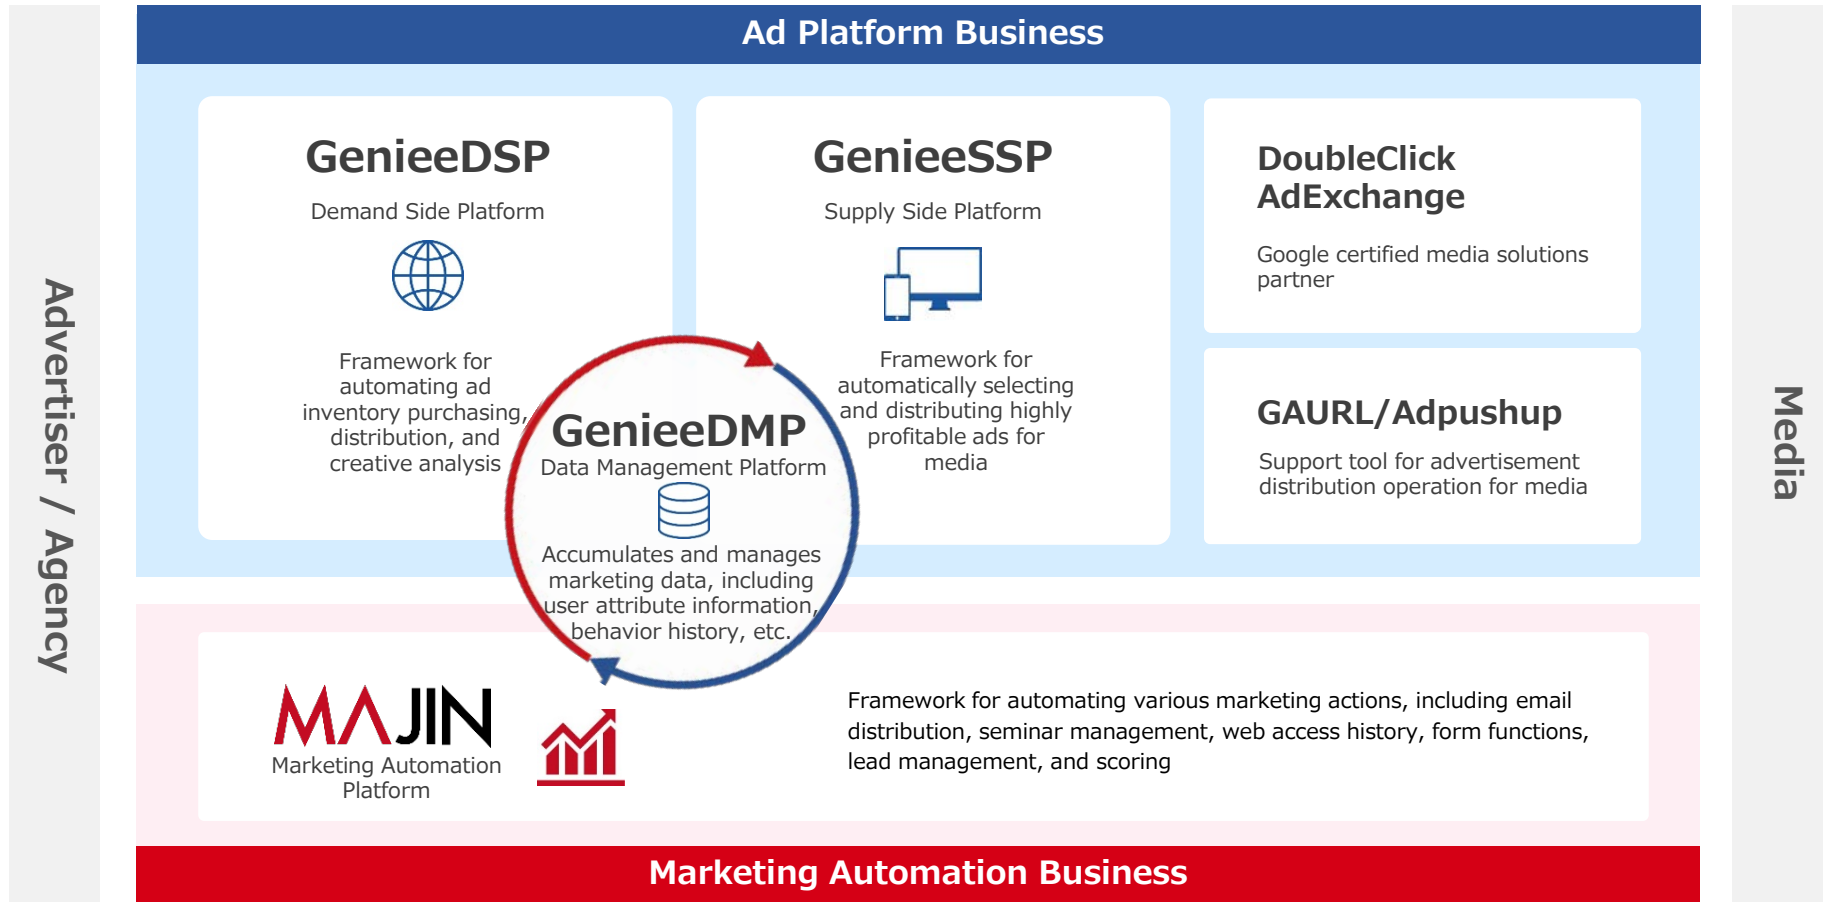 Ad Platform Business
Advertiser / Agency
GenieeDSP
Demand Side Platform
Framework for
automating ad
inventory purchasing,
distribution, and
creative analysis
GenieeSSP
Supply Side Platform
Framework for
automatically selecting
and distributing highly
profitable ads for
media
DoubleClick
AdExchange
Google certified media solutions
partner
GAURL/Adpushup
Support tool for advertisement
distribution operation for media
GenieeDMP
Data Management Platform
Accumulates and manages
marketing data, including
user attribute information,
behavior history, etc.
Media
MAJIN
Marketing Automation
Platform
Framework for automating various marketing actions, including email
distribution, seminar management, web access history, form functions,
lead management, and scoring
Marketing Automation Business